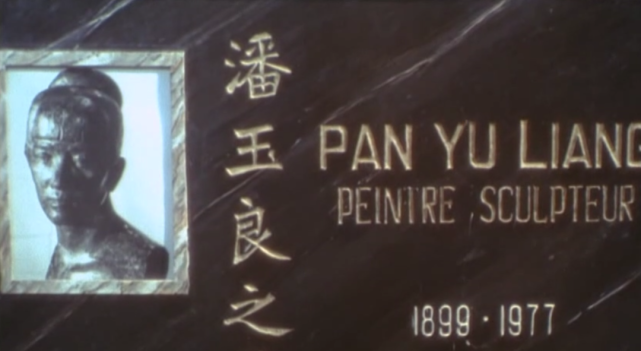 潘玉良之
PAN YU LIANG
PEINTRE, SCULPTEUR
1899·1977